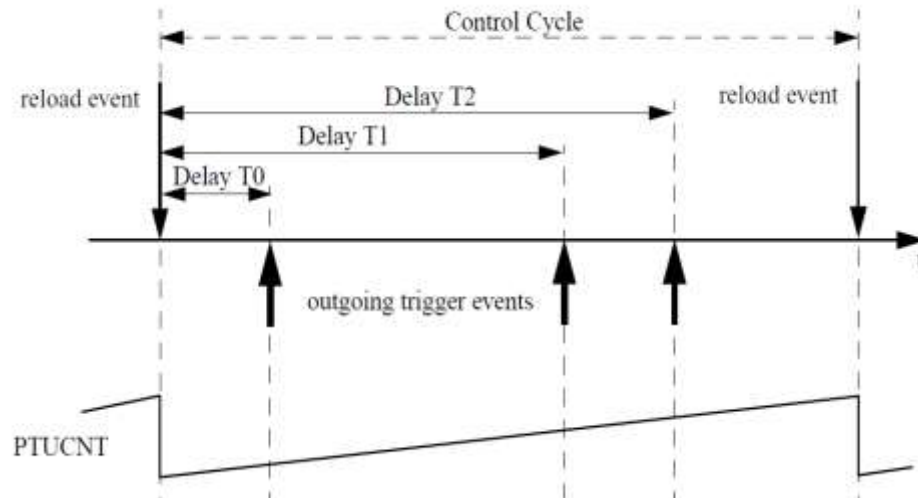 Control Cycle
reload event
Delay T2
reload event
Delay T1
Delay T0
outgoing trigger events
PTUCNT